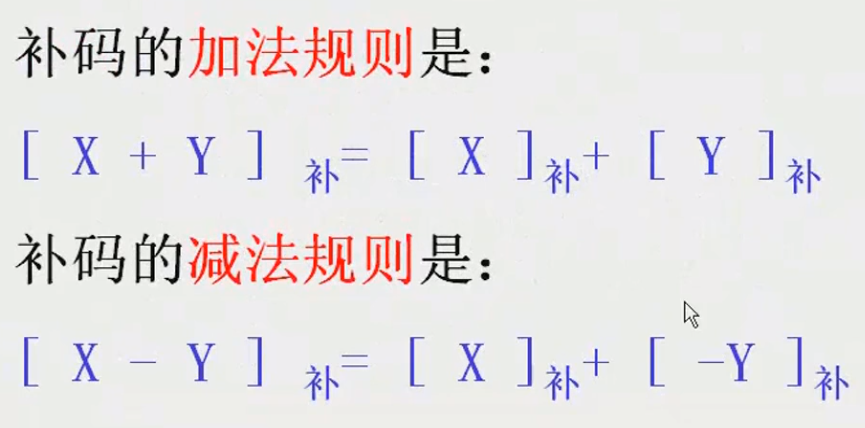 补码的加法规则是：
[ X + Y ] 补= [ X ]补+ [ Y ]补
补码的减法规则是：
[ X - Y ] 补= [ X ]补+ [ -Y ]补